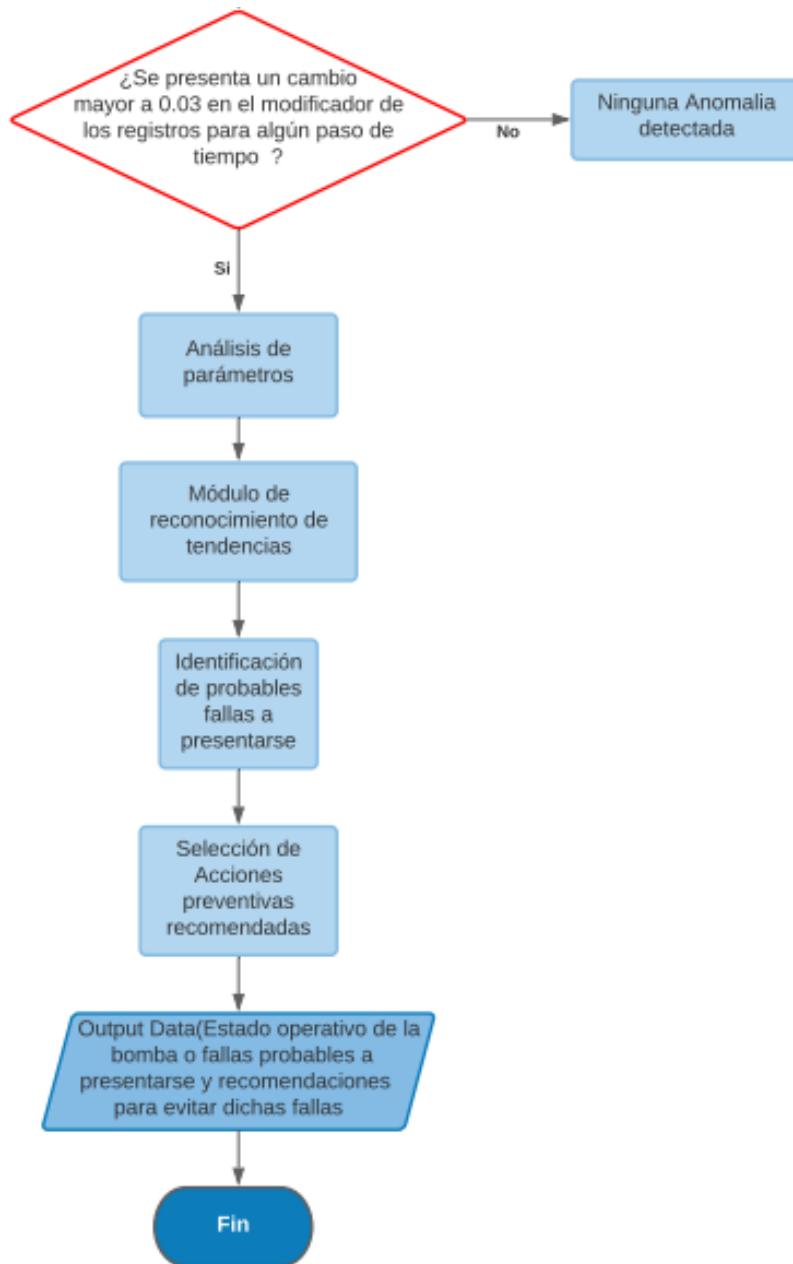 ¿Se presenta un cambio
mayor a 0.03 en el modificador de
los registros para algún paso de
tiempo ?
No
Ninguna Anomalia
detectada
Si
Análisis de
parámetros
Módulo de
reconocimiento de
tendencias
Identificación
de probables
fallas a
presentarse
Selección de
Acciones
preventivas
recomendadas
Output Data(Estado operativo de la
bomba o fallas probables a
presentarse y recomendaciones
para evitar dichas fallas
Fin